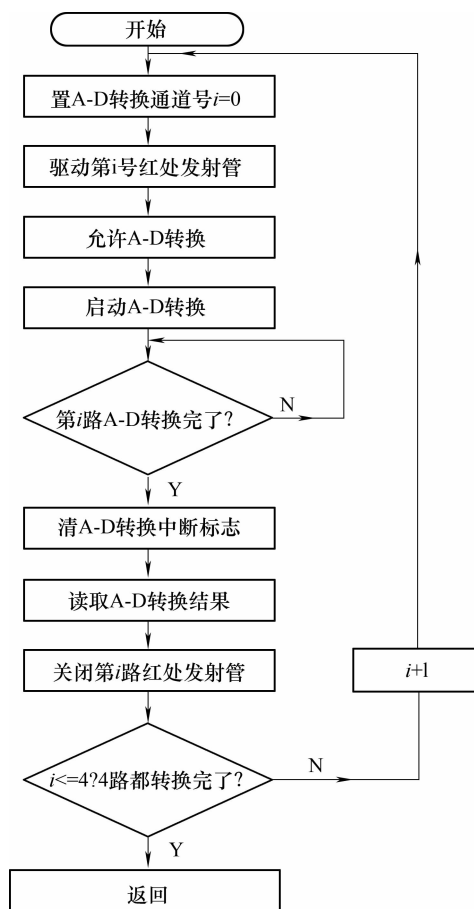 开始
置A-D转换通道号i=0
驱动第i号红处发射管
允许A-D转换
启动A-D转换
第i路A-D转换完了?
N
Y
清A-D转换中断标志
读取A-D转换结果
关闭第i路红处发射管
i+l
i<=4?4路都转换完了?
N
Y
返回